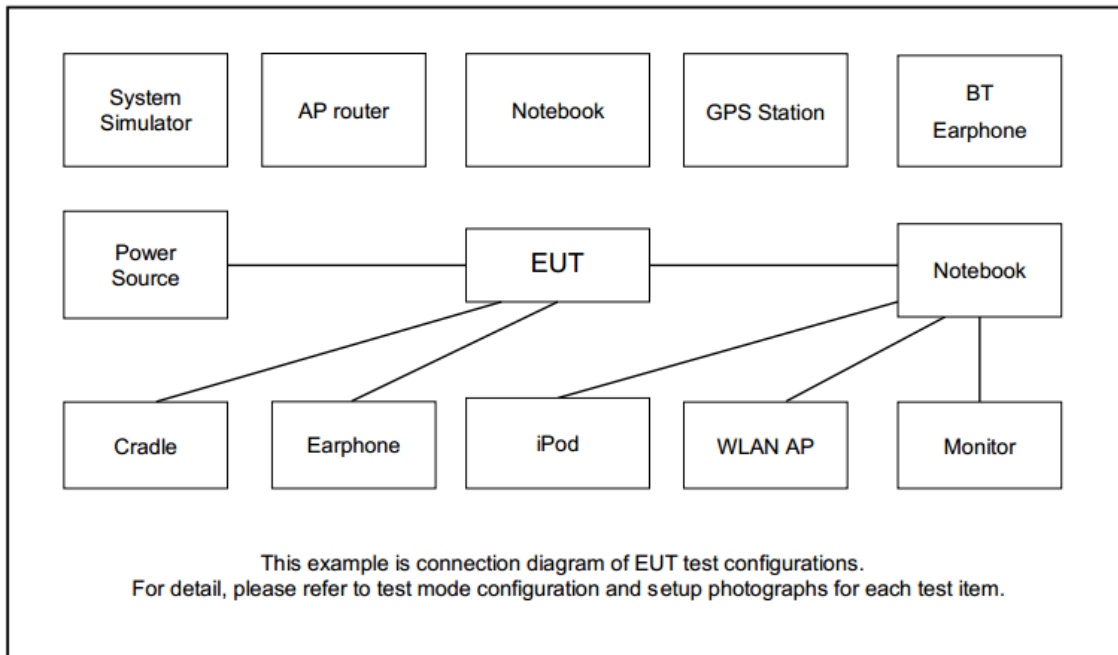 System
Simulator
AP router
Notebook
GPS Station
BT
Earphone
Power
Source
EUT
Notebook
Cradle
Earphone
iPod
WLAN AP
Monitor
This example is connection diagram of EUT test configurations.
For detail, please refer to test mode configuration and setup photographs for each test item.